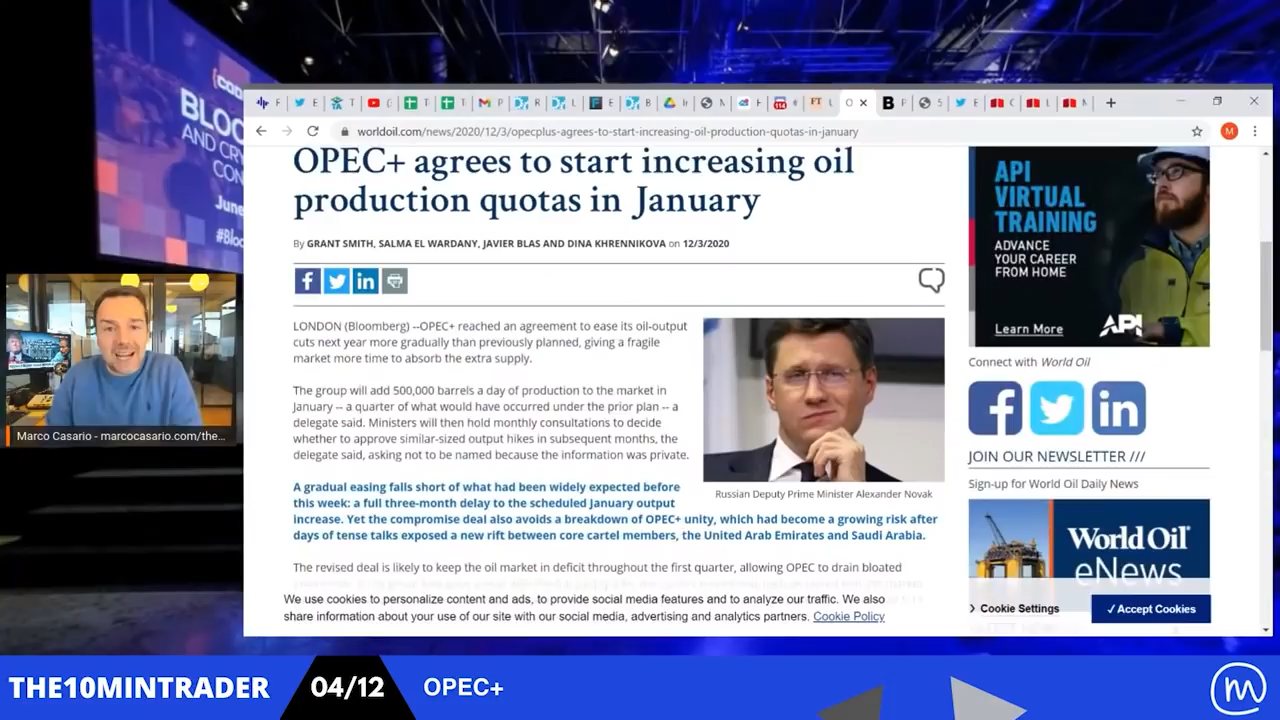 BLOC
AND CRY
CON
June
#Bloc
worldoil.com/news/2020/12/3/opecplus-agrees-to-start-increasing-oil-production-quotas-in-january
M
OPEC+ agrees to start increasing oil
production quotas in January
By GRANT SMITH, SALMA EL WARDANY, JAVIER BLAS AND DINA KHRENNIKOVA on 12/3/2020
LONDON (Bloomberg) --OPEC+ reached an agreement to ease its oil-output
cuts next year more gradually than previously planned, giving a fragile
market more time to absorb the extra supply.
The group will add 500,000 barrels a day of production to the market in
January -- a quarter of what would have occurred under the prior plan -- a
delegate said. Ministers will then hold monthly consultations to decide
whether to approve similar-sized output hikes in subsequent months, the
delegate said, asking not to be named because the information was private.
Russian Deputy Prime Minister Alexander Novak
A gradual easing falls short of what had been widely expected before
this week: a full three-month delay to the scheduled January output
increase. Yet the compromise deal also avoids a breakdown of OPEC+ unity, which had become a growing risk after
days of tense talks exposed a new rift between core cartel members, the United Arab Emirates and Saudi Arabia.
The revised deal is likely to keep the oil market in deficit throughout the first quarter, allowing OPEC to drain bloated
We use cookies to personalize content and ads, to provide social media features and to analyze our traffic. We also
share information about your use of our site with our social media, advertising and analytics partners. Cookie Policy
Cookie Settings
✓ Accept Cookies
API
VIRTUAL
TRAINING
ADVANCE
YOUR CAREER
FROM HOME
Learn More
API
Connect with World Oil
JOIN OUR NEWSLETTER ///
Sign-up for World Oil Daily News
World Oil
eNews
Marco Casario - marcocasario.com/the...
THE10MINTRADER
04/12
OPEC+
m